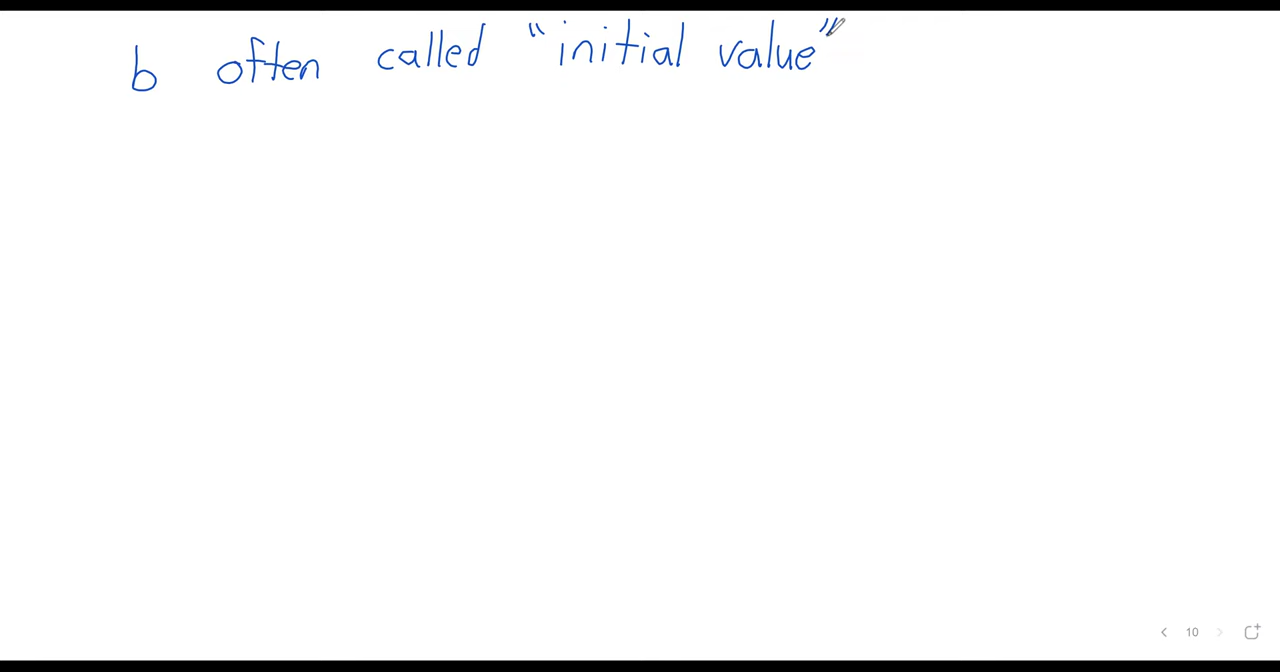 b often called “initial value”
10